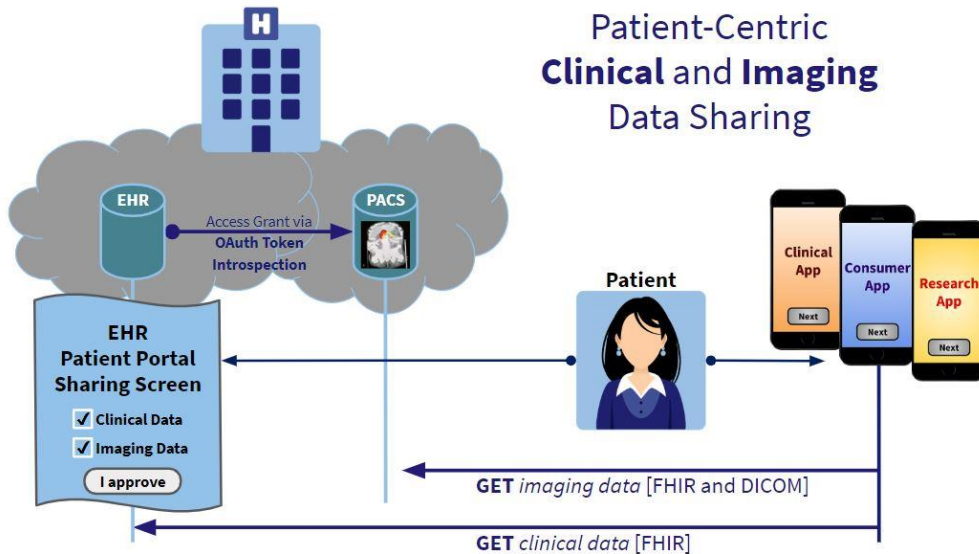 H
Patient-Centric
Clinical and Imaging
Data Sharing
EHR
PACS
Access Grant via
OAuth Token
Introspection
Clinical
App
Next
Consumer
App
Next
Research
App
Next
Patient
EHR
Patient Portal
Sharing Screen
Clinical Data
Imaging Data
I approve
GET imaging data [FHIR and DICOM]
GET clinical data [FHIR]